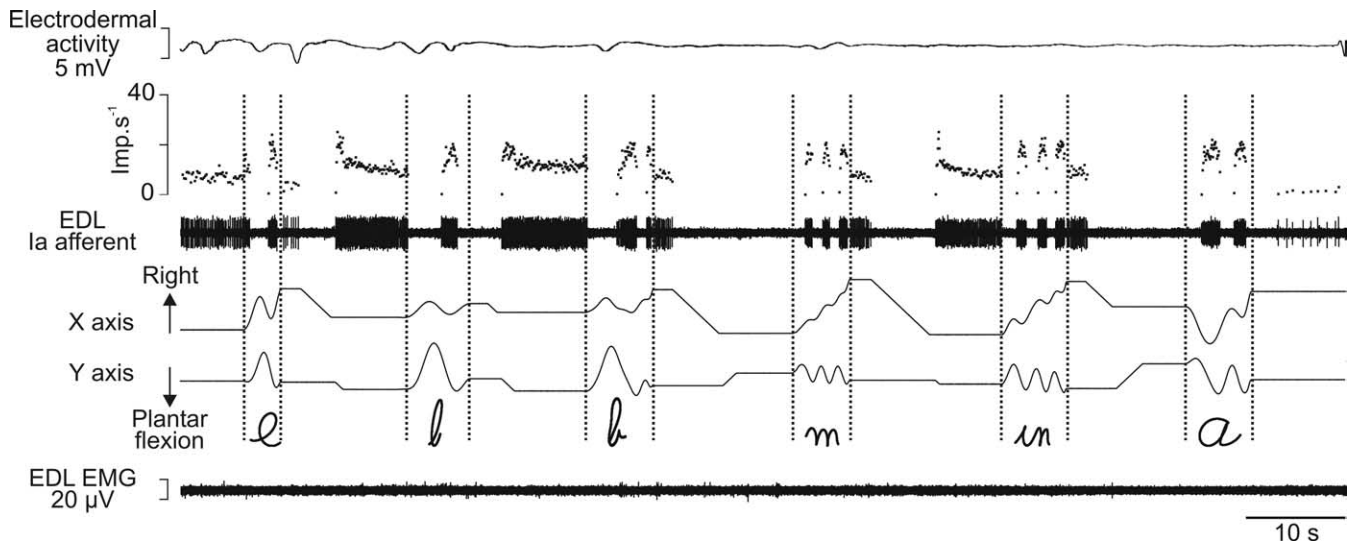 Electrodermal
activity
5 mV
40
Imp.s⁻¹
0
EDL
Ia afferent
Right
X axis
Y axis
Plantar
flexion
e l b m un a
EDL EMG
20 µV
10 s